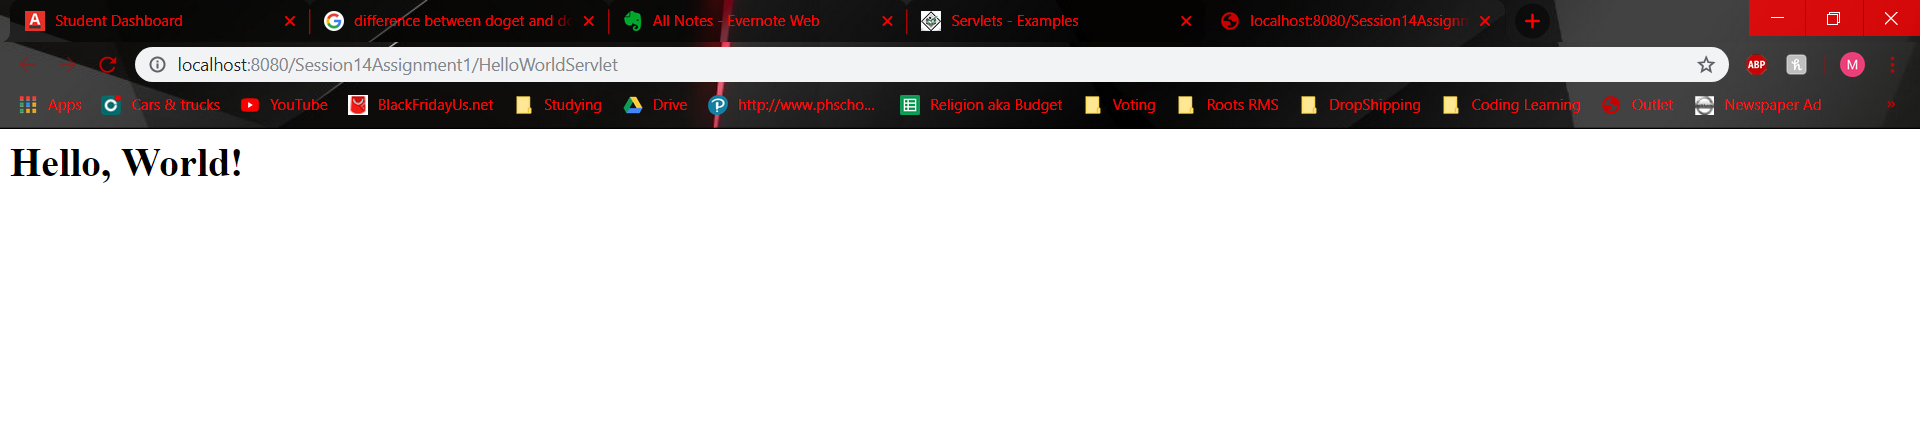 Student Dashboard
difference between doget and do
All Notes - Evernote Web
Servlets - Examples
localhost:8080/Session14Assignm
localhost:8080/Session14Assignment1/HelloWorldServlet
ABP
M
Apps
Cars & trucks
YouTube
BlackFridayUs.net
Studying
Drive
http://www.phscho...
Religion aka Budget
Voting
Roots RMS
DropShipping
Coding Learning
Outlet
Newspaper Ad
»
Hello, World!